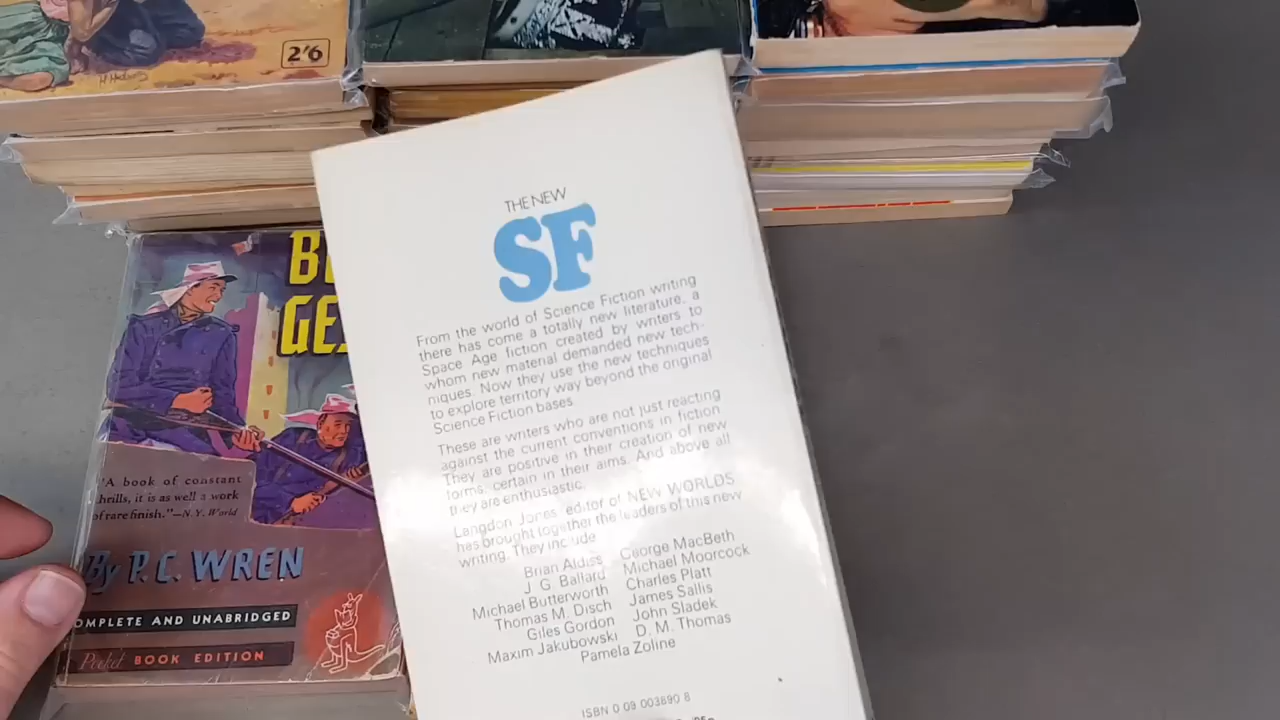 2'6
THE NEW
SF
From the world of Science Fiction writing
there has come a totally new literature, a
Space Age fiction created by writers to
whom new material demanded new tech-
niques. Now they use the new techniques
to explore territory way beyond the original
Science Fiction bases.
These are writers who are not just reacting
against the current conventions in fiction
They are positive in their creation of new
forms, certain in their aims. And above all
they are enthusiastic.
Langdon Jones, editor of NEW WORLDS
has brought together the leaders of this new
writing. They include
Brian Aldiss George MacBeth
J. G. Ballard Michael Moorcock
Michael Butterworth Charles Platt
Thomas M. Disch James Sallis
Giles Gordon John Sladek
Maxim Jakubowski D. M. Thomas
Pamela Zoline
ISBN 0 09 003890 8
GES
"A book of constant
thrills, it is as well a work
of rare finish."—N.Y. World
By P.C. WREN
OMPLETE AND UNABRIDGED
Pocket BOOK EDITION